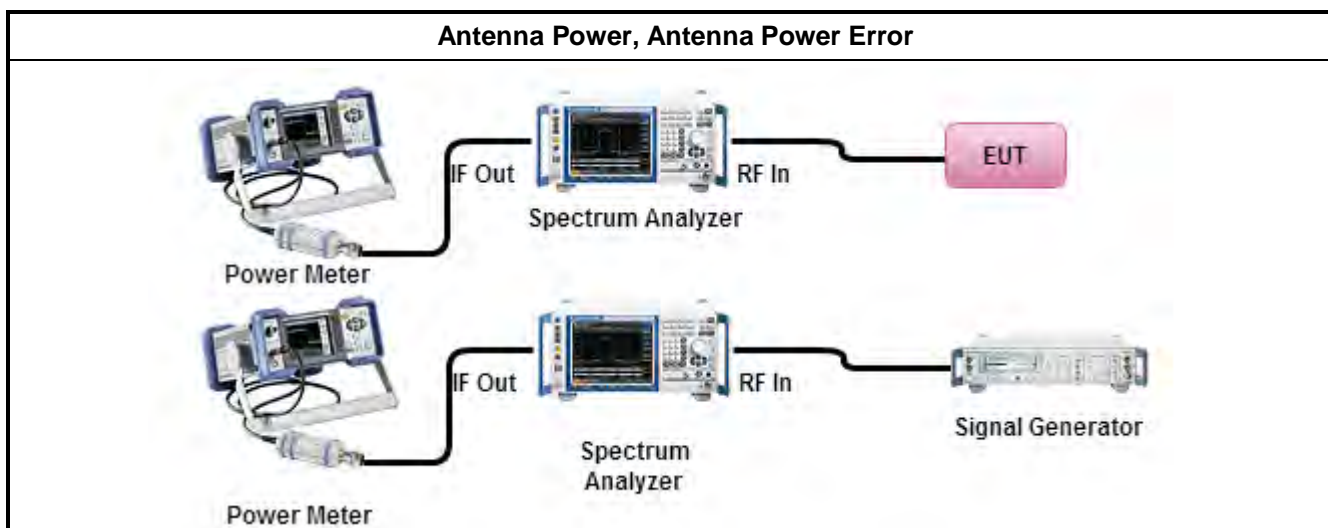 Antenna Power, Antenna Power Error
IF Out
RF In
EUT
Spectrum Analyzer
Power Meter
IF Out
RF In
Signal Generator
Spectrum
Analyzer
Power Meter